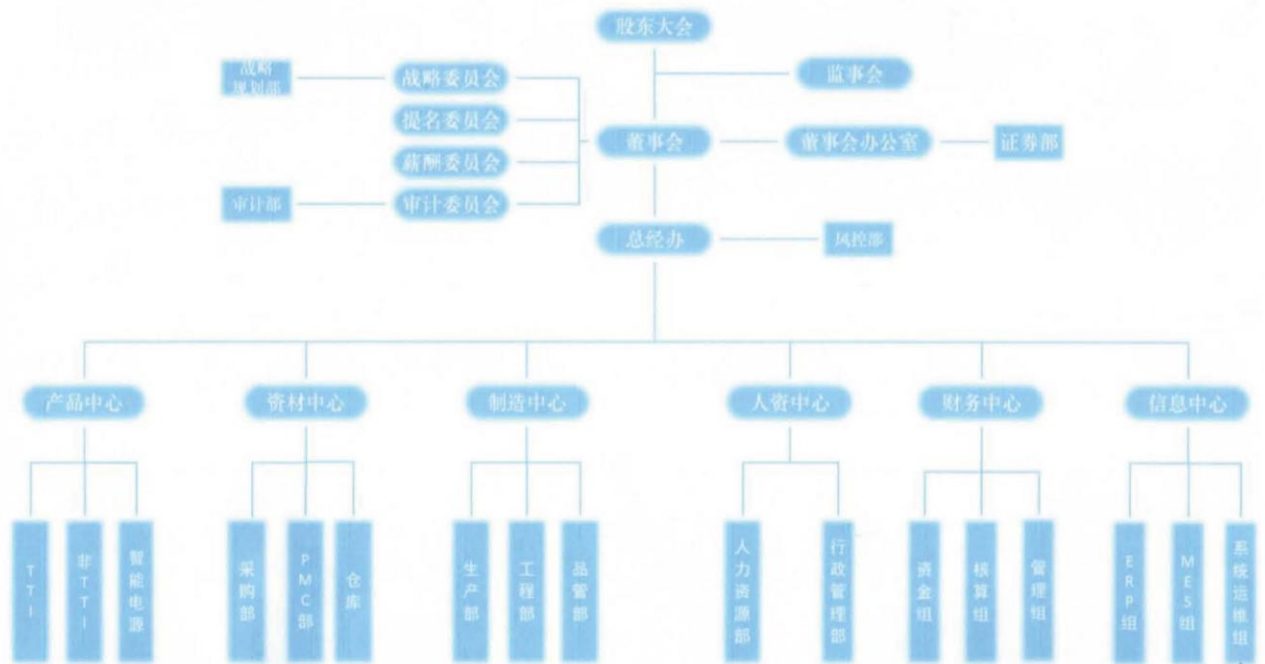 股东大会
监事会
战略
规划部
战略委员会
提名委员会
薪酬委员会
审计委员会
审计部
董事会
董事会办公室
证券部
总经办
风控部
产品中心
资材中心
制造中心
人资中心
财务中心
信息中心
TTI
非TTI
智能电源
采购部
PMC部
仓库
生产部
工程部
品管部
人力资源部
行政管理部
资金组
核算组
管理组
ERP组
MES组
系统运维组